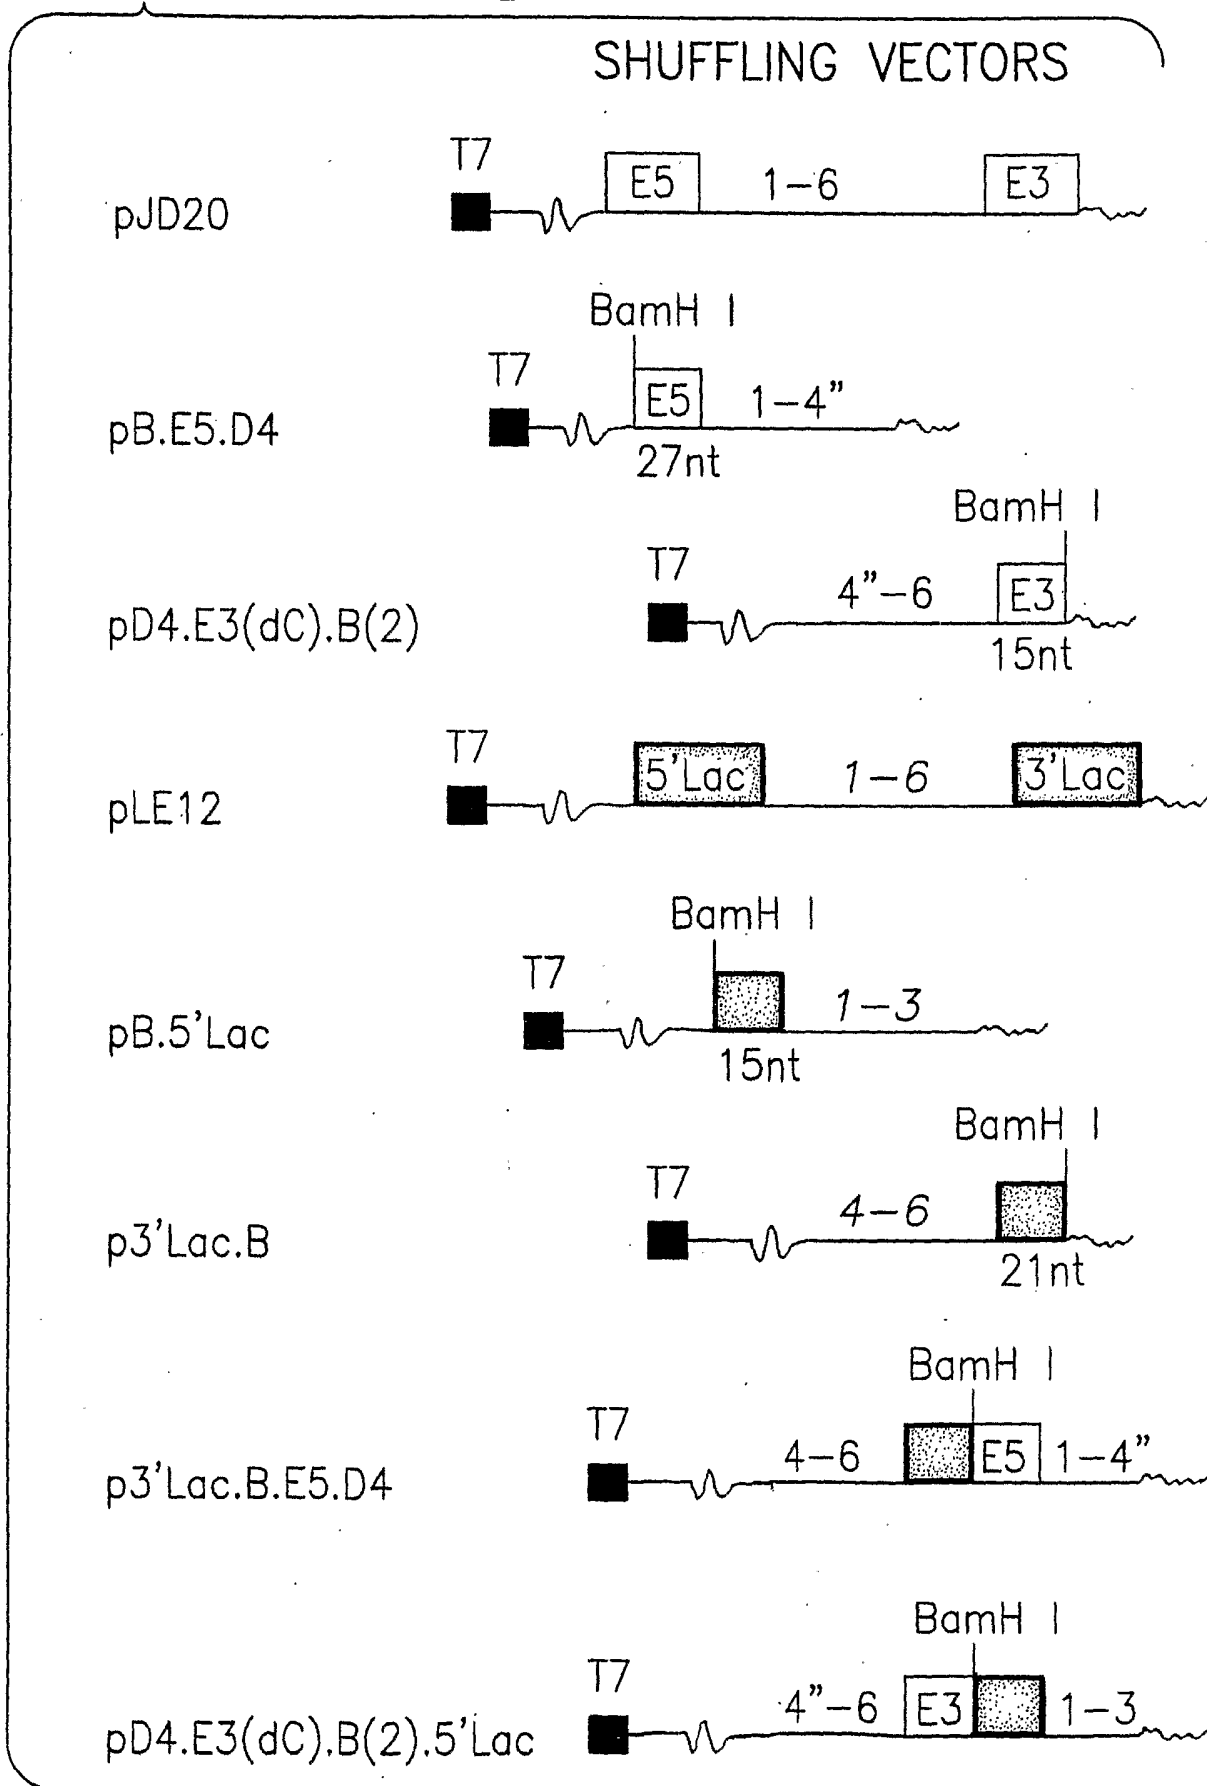 SHUFFLING VECTORS
T7
pJD20
E5
1-6
E3
BamH I
T7
pB.E5.D4
E5
1-4"
27nt
BamH I
T7
pD4.E3(dC).B(2)
4"-6
E3
15nt
T7
pLE12
5'Lac
1-6
3'Lac
BamH I
T7
pB.5'Lac
1-3
15nt
BamH I
T7
p3'Lac.B
4-6
21nt
BamH I
T7
p3'Lac.B.E5.D4
4-6
E5
1-4"
BamH I
T7
pD4.E3(dC).B(2).5'Lac
4"-6
E3
1-3